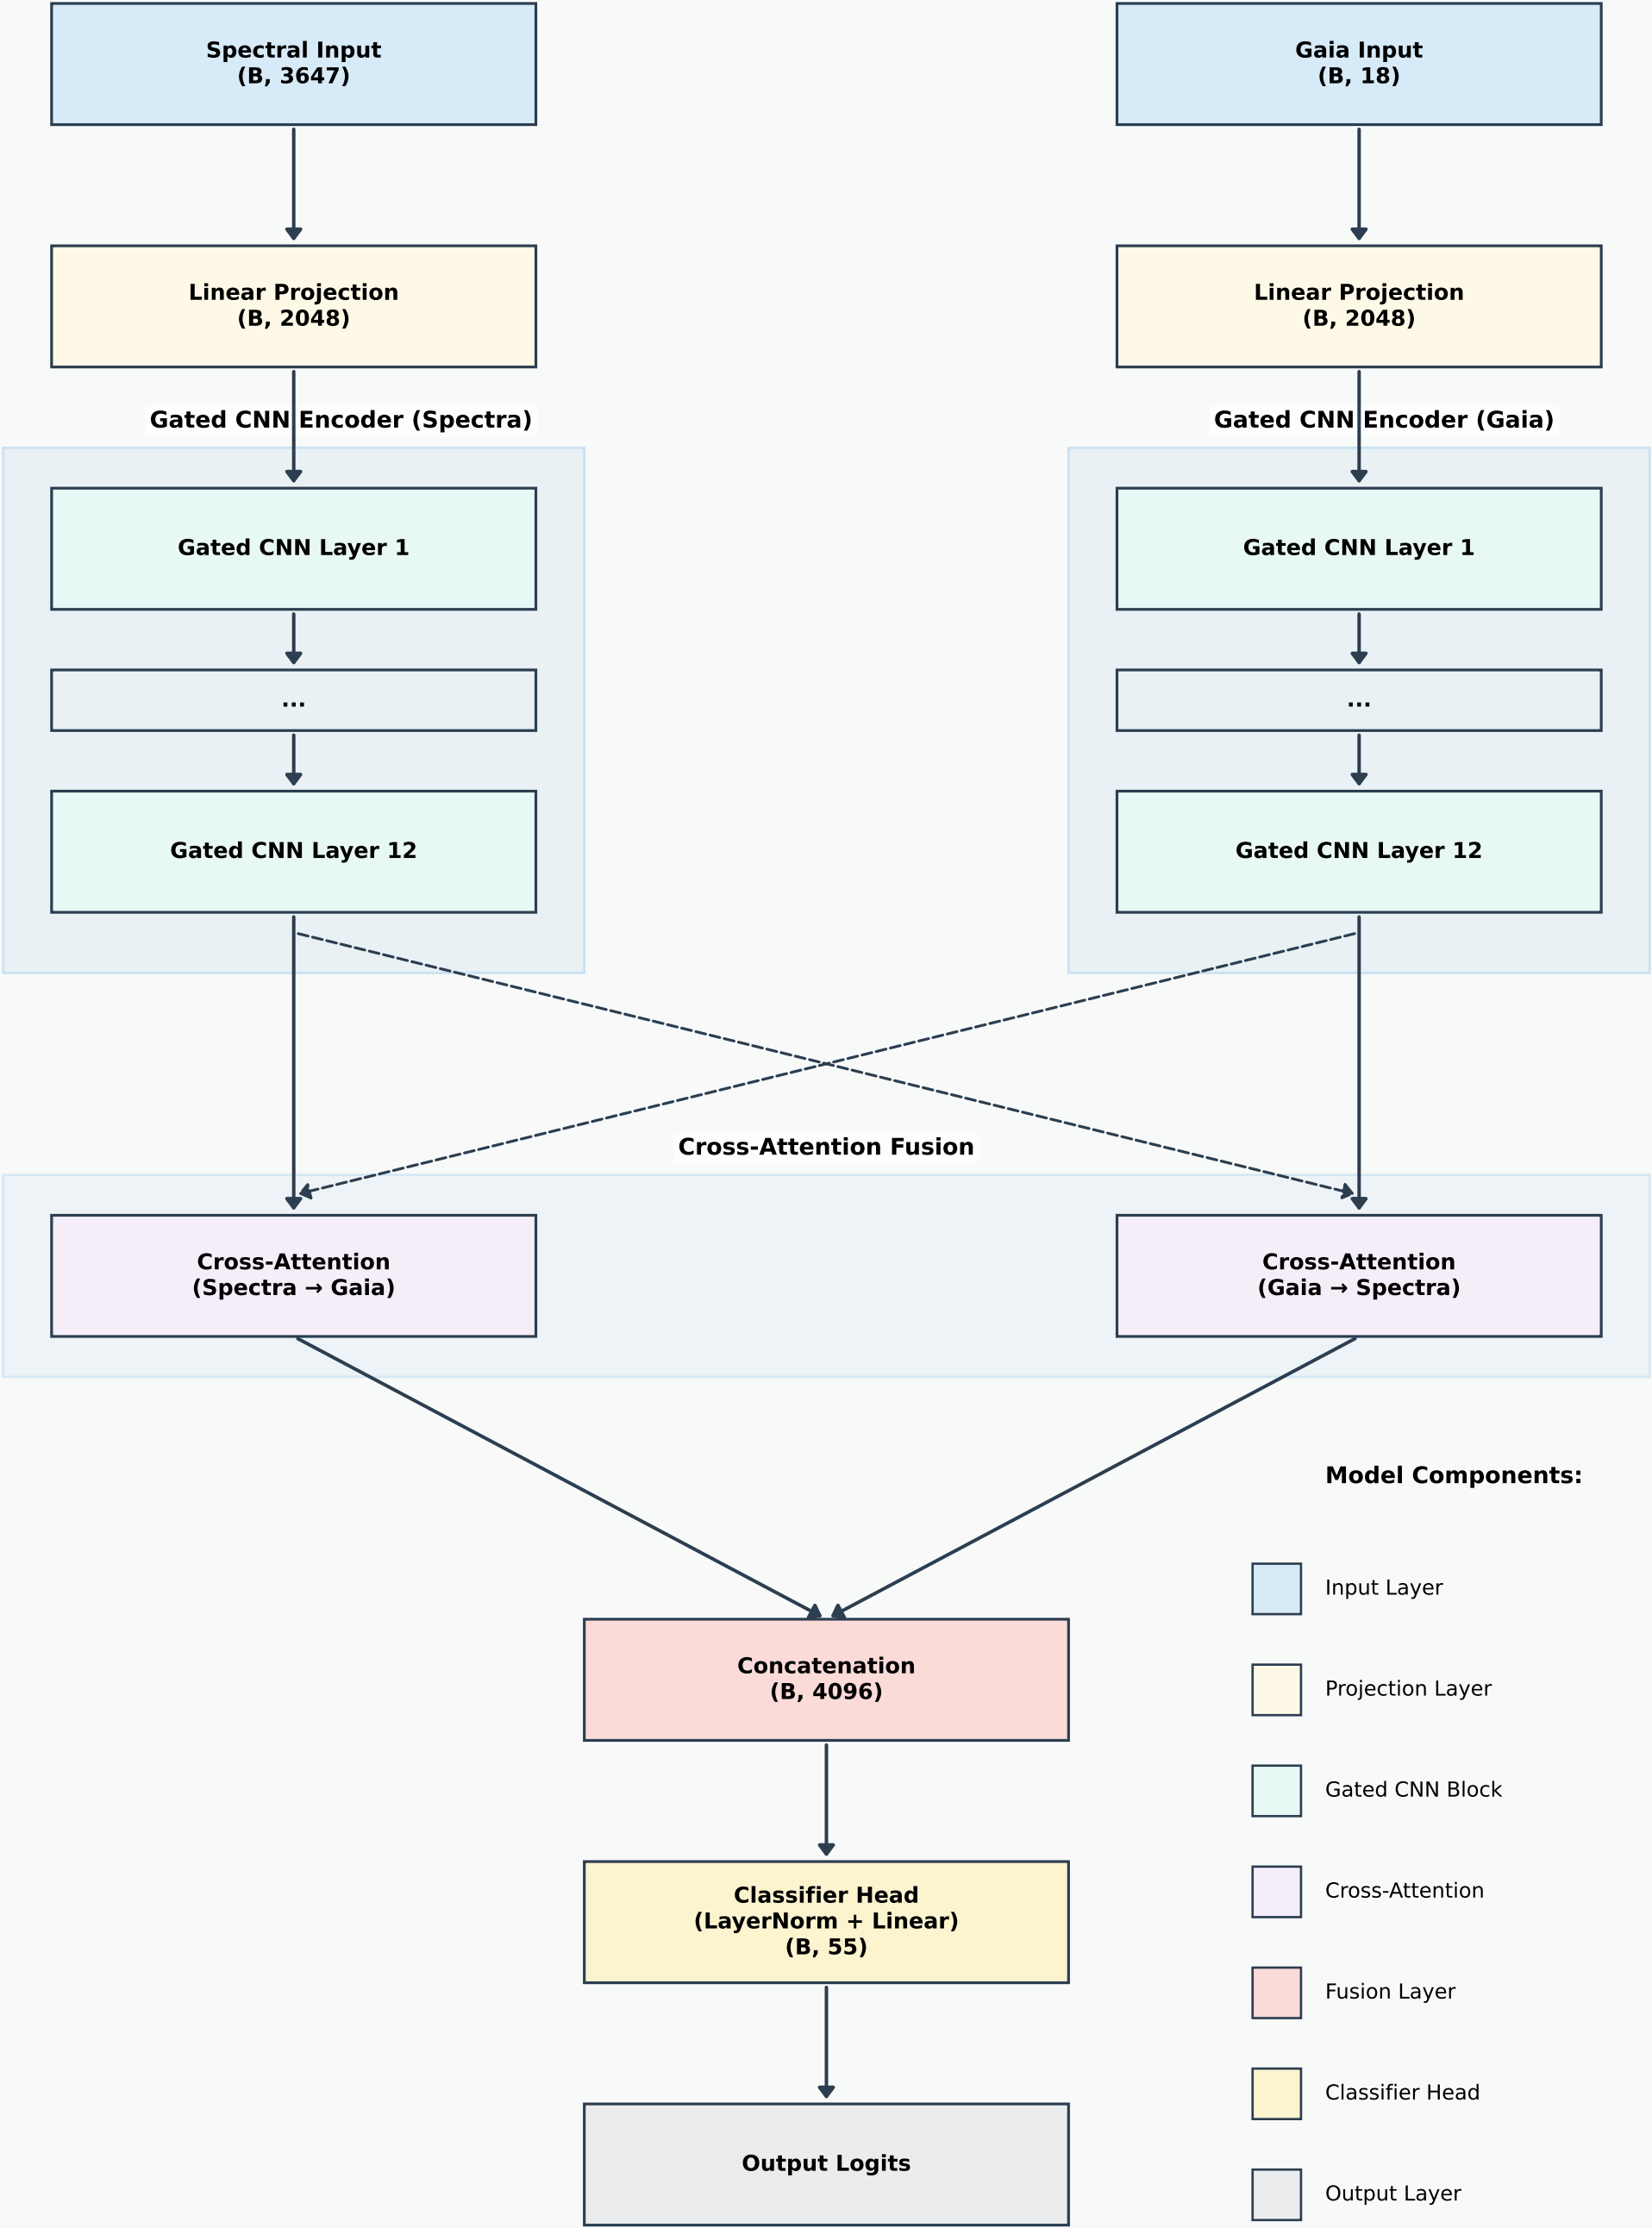 Spectral Input
(B, 3647)
Gaia Input
(B, 18)
Linear Projection
(B, 2048)
Linear Projection
(B, 2048)
Gated CNN Encoder (Spectra)
Gated CNN Encoder (Gaia)
Gated CNN Layer 1
Gated CNN Layer 1
...
...
Gated CNN Layer 12
Gated CNN Layer 12
Cross-Attention Fusion
Cross-Attention
(Spectra → Gaia)
Cross-Attention
(Gaia → Spectra)
Concatenation
(B, 4096)
Classifier Head
(LayerNorm + Linear)
(B, 55)
Output Logits
Model Components:
Input Layer
Projection Layer
Gated CNN Block
Cross-Attention
Fusion Layer
Classifier Head
Output Layer